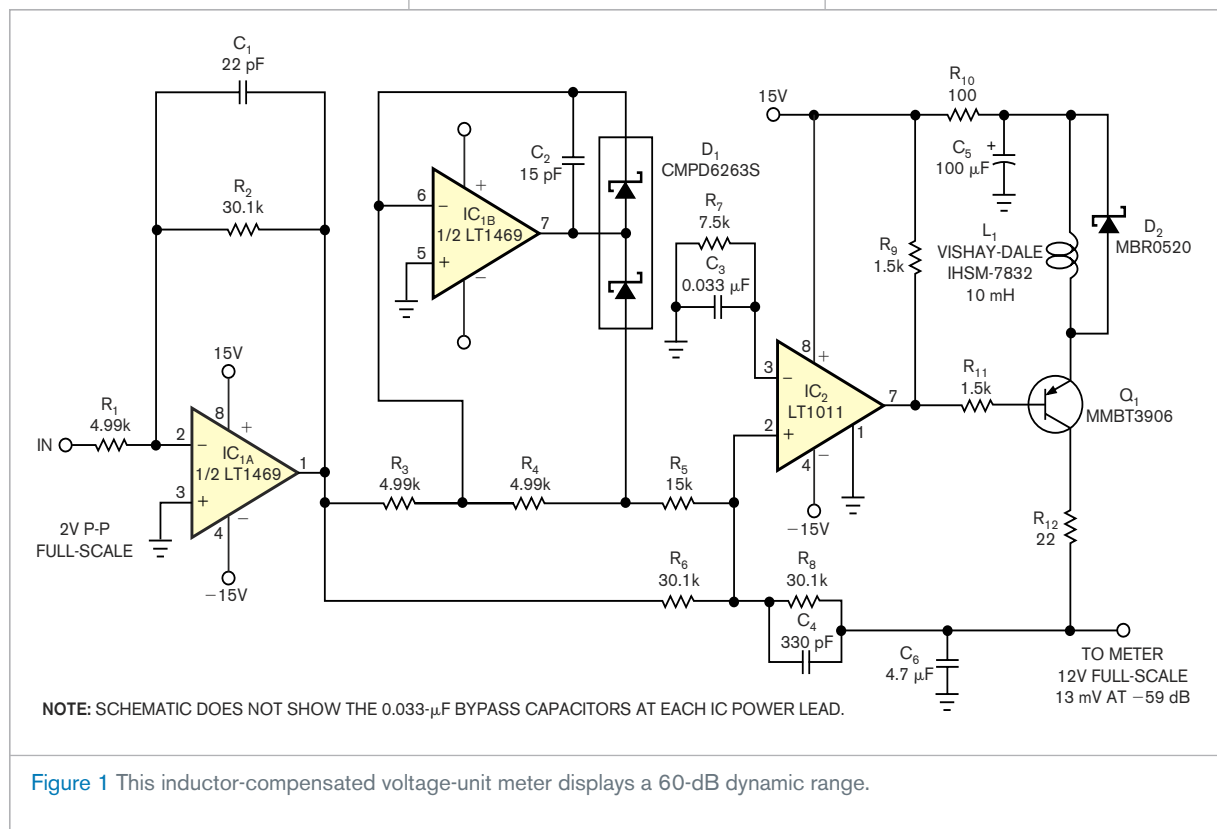 C₁
22 pF
R₂
30.1k
R₁
4.99k
IN
2
3
−
+
IC₁A
1/2 LT1469
15V
8
+
1
−
4
−15V
2V P-P
FULL-SCALE
6
5
−
+
IC₁B
1/2 LT1469
+
−
7
C₂
15 pF
D₁
CMPD6263S
R₃
4.99k
R₄
4.99k
R₅
15k
R₆
30.1k
R₇
7.5k
C₃
0.033 μF
3
2
−
+
IC₂
LT1011
8
+
7
1
4
−
−15V
R₈
30.1k
C₄
330 pF
15V
R₁₀
100
C₅
100 μF
+
R₉
1.5k
L₁
VISHAY-DALE
IHSM-7832
10 mH
D₂
MBR0520
R₁₁
1.5k
Q₁
MMBT3906
R₁₂
22
C₆
4.7 μF
TO METER
12V FULL-SCALE
13 mV AT −59 dB
NOTE: SCHEMATIC DOES NOT SHOW THE 0.033-μF BYPASS CAPACITORS AT EACH IC POWER LEAD.
Figure 1 This inductor-compensated voltage-unit meter displays a 60-dB dynamic range.